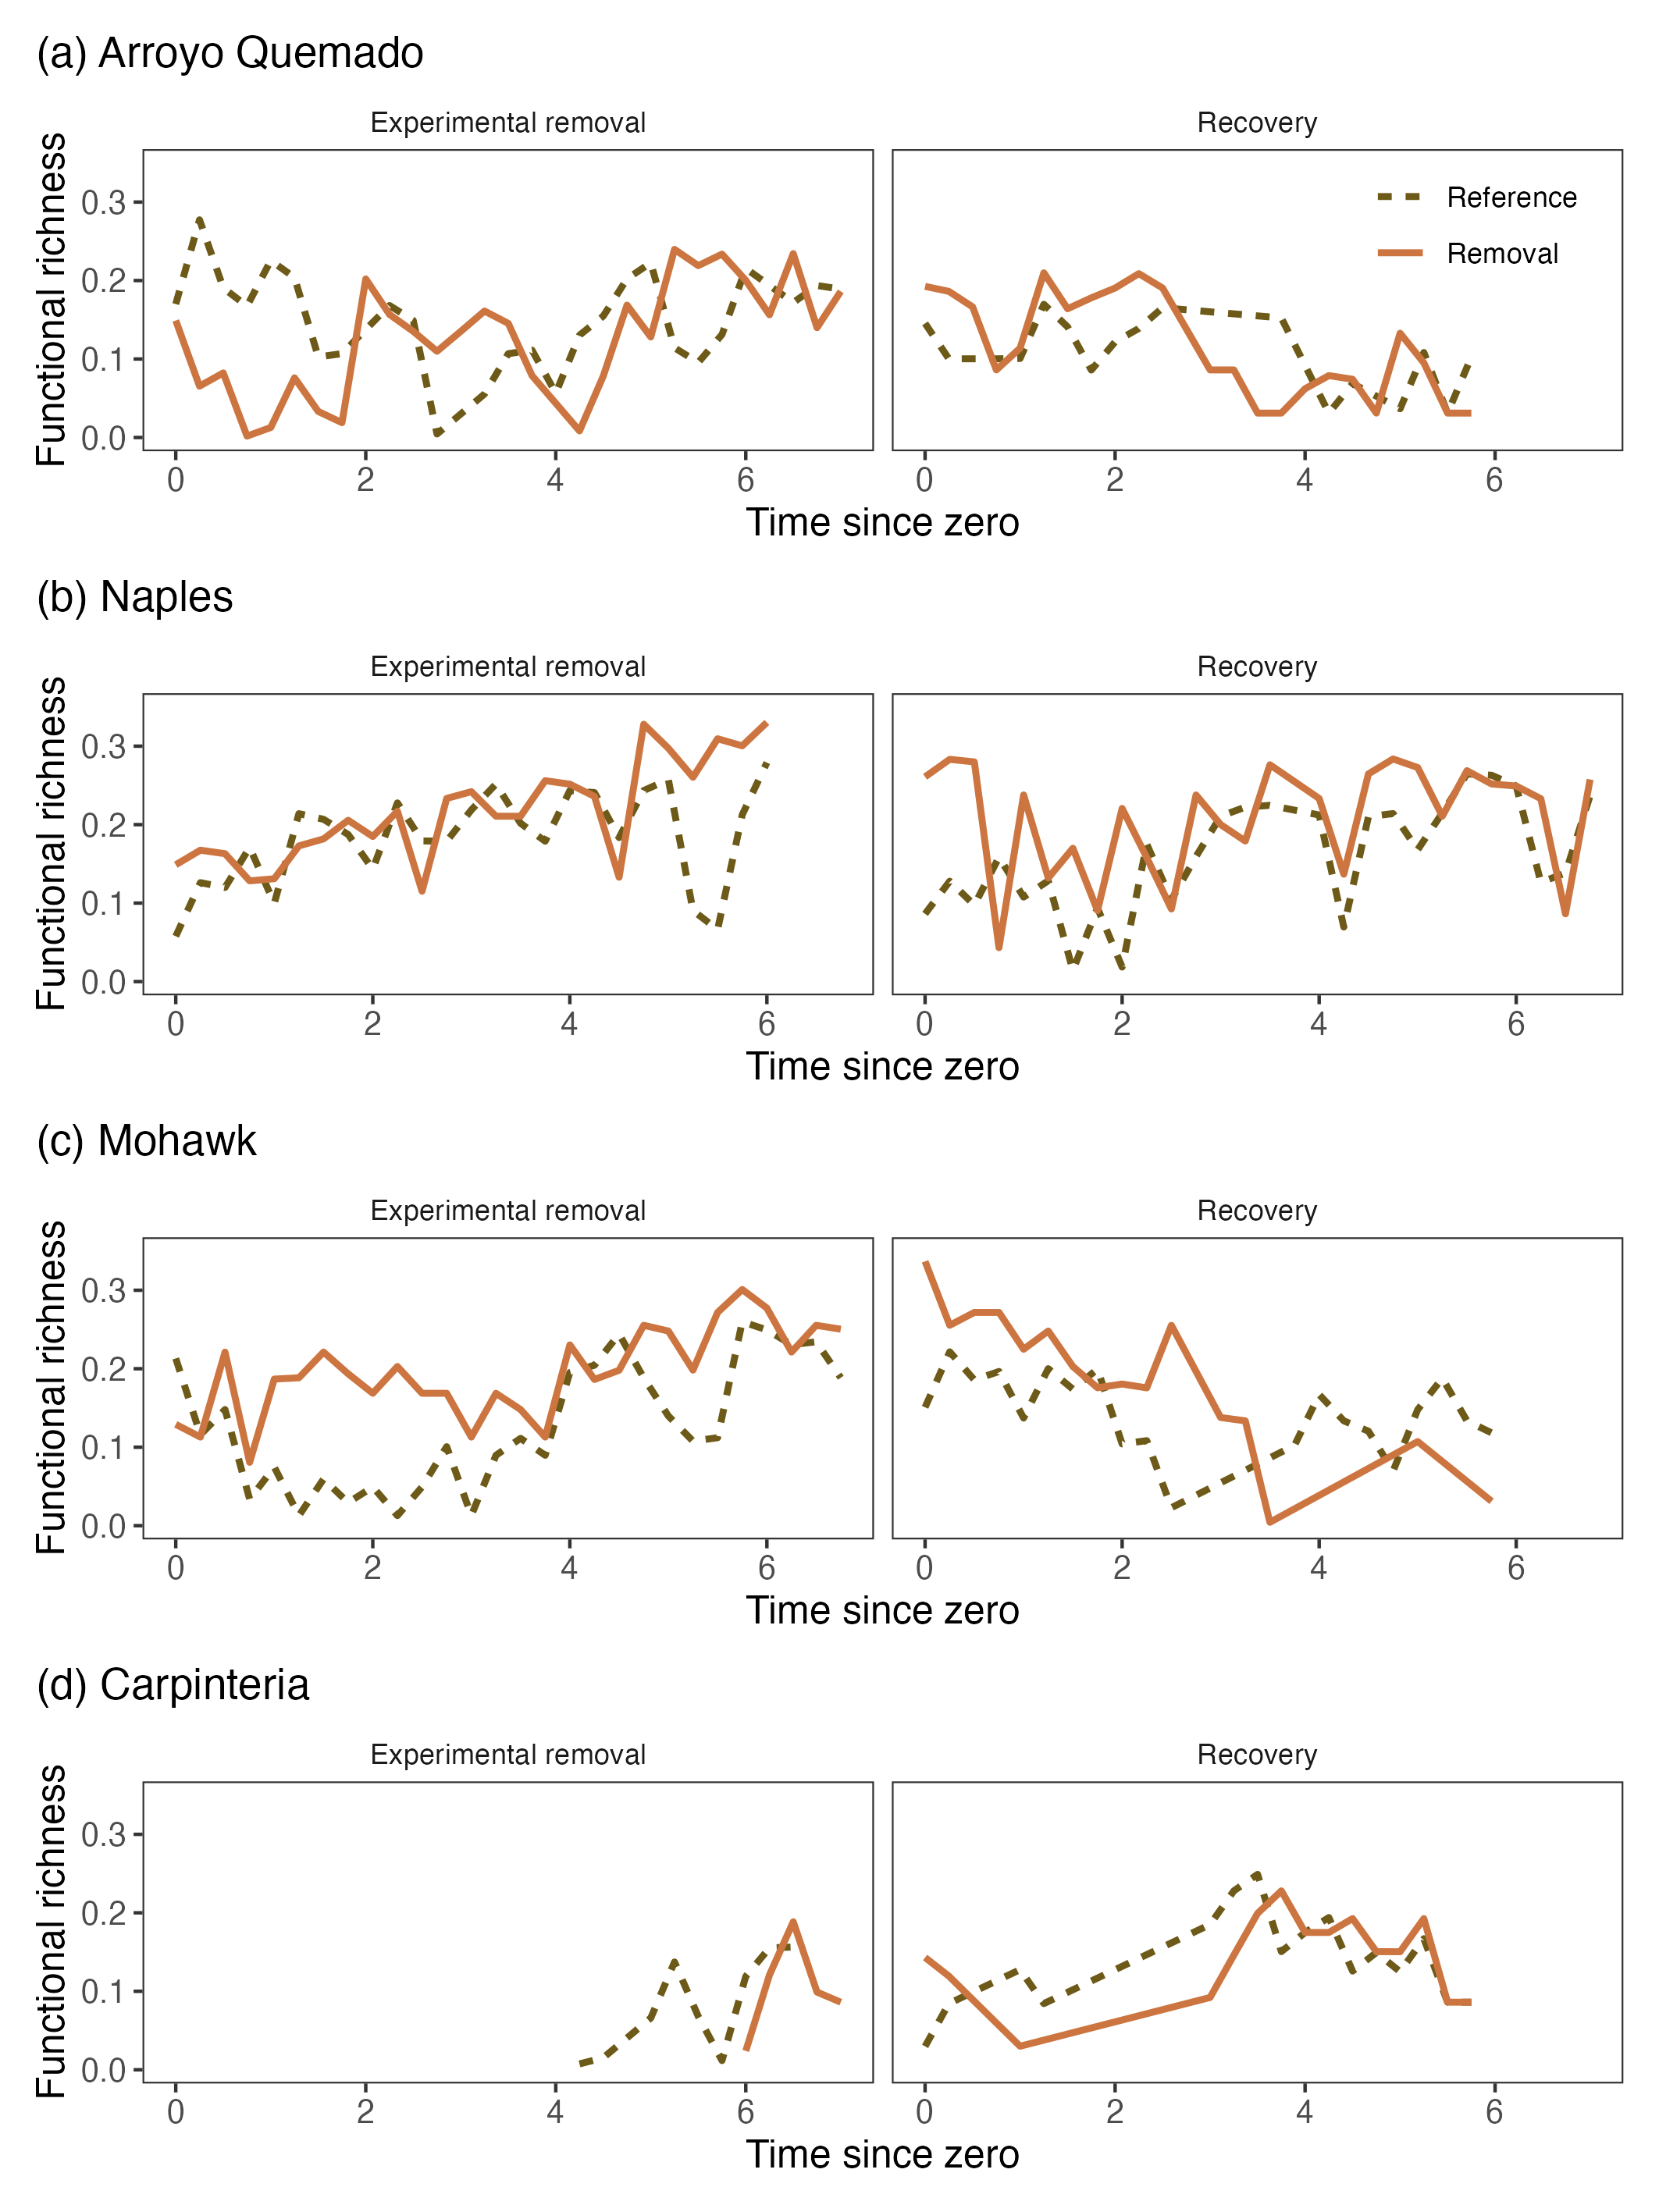 (a) Arroyo Quemado
Experimental removal
Recovery
Functional richness
0.3
0.2
0.1
0.0
Reference
Removal
0 2 4 6
0 2 4 6
Time since zero
(b) Naples
Experimental removal
Recovery
Functional richness
0.3
0.2
0.1
0.0
0 2 4 6
0 2 4 6
Time since zero
(c) Mohawk
Experimental removal
Recovery
Functional richness
0.3
0.2
0.1
0.0
0 2 4 6
0 2 4 6
Time since zero
(d) Carpinteria
Experimental removal
Recovery
Functional richness
0.3
0.2
0.1
0.0
0 2 4 6
0 2 4 6
Time since zero